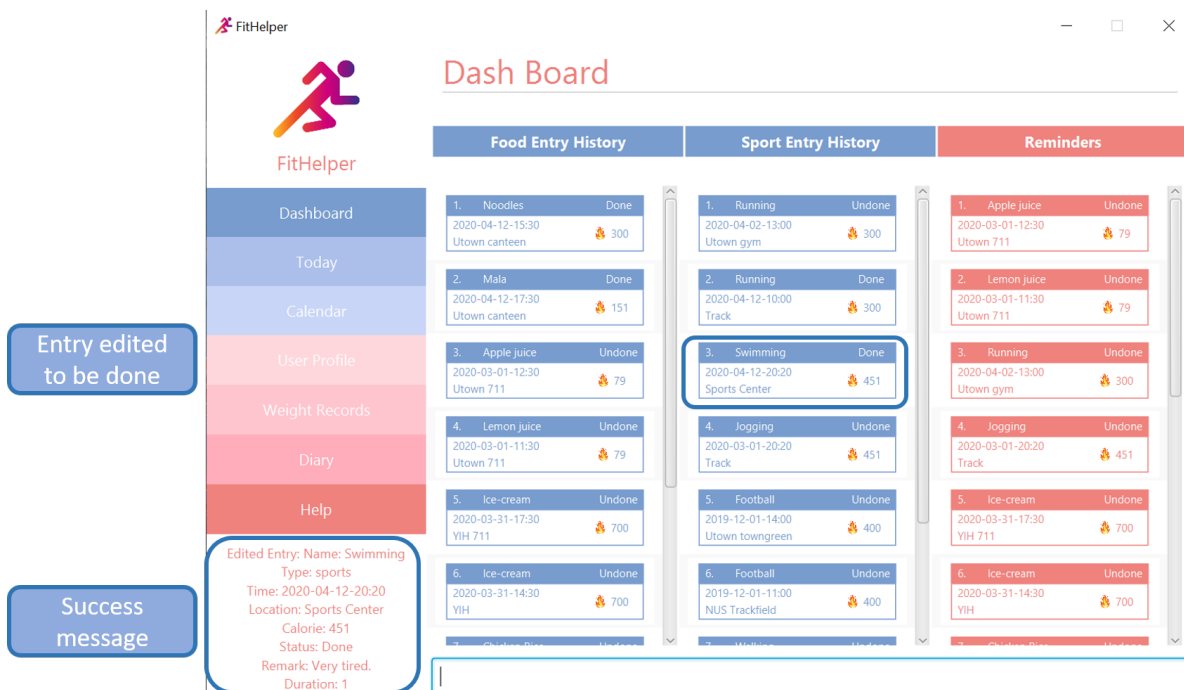 FitHelper
FitHelper
Dashboard
Today
Calendar
User Profile
Weight Records
Diary
Help
Entry edited
to be done
Success
message
Edited Entry: Name: Swimming
Type: sports
Time: 2020-04-12-20:20
Location: Sports Center
Calorie: 451
Status: Done
Remark: Very tired.
Duration: 1
Dash Board
Food Entry History
1. Noodles Done
2020-04-12-15:30
Utown canteen 300
2. Mala Done
2020-04-12-17:30
Utown canteen 151
3. Apple juice Undone
2020-03-01-12:30
Utown 711 79
4. Lemon juice Undone
2020-03-01-11:30
Utown 711 79
5. Ice-cream Undone
2020-03-31-17:30
YIH 711 700
6. Ice-cream Undone
2020-03-31-14:30
YIH 700
Sport Entry History
1. Running Undone
2020-04-02-13:00
Utown gym 300
2. Running Done
2020-04-12-10:00
Track 300
3. Swimming Done
2020-04-12-20:20
Sports Center 451
4. Jogging Undone
2020-03-01-20:20
Track 451
5. Football Undone
2019-12-01-14:00
Utown towngreen 400
6. Football Undone
2019-12-01-11:00
NUS Trackfield 400
Reminders
1. Apple juice Undone
2020-03-01-12:30
Utown 711 79
2. Lemon juice Undone
2020-03-01-11:30
Utown 711 79
3. Running Undone
2020-04-02-13:00
Utown gym 300
4. Jogging Undone
2020-03-01-20:20
Track 451
5. Ice-cream Undone
2020-03-31-17:30
YIH 711 700
6. Ice-cream Undone
2020-03-31-14:30
YIH 700